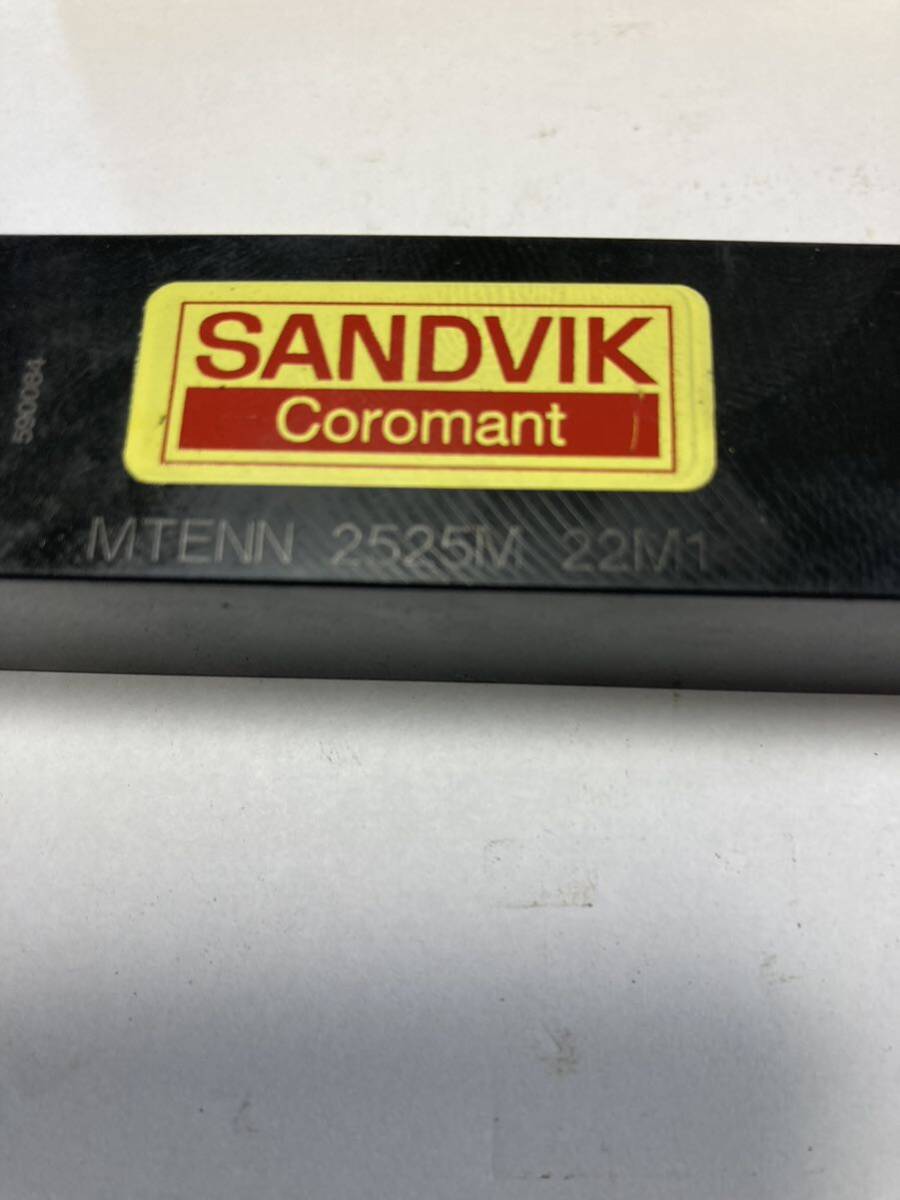 SANDVIK
Coromant
590084
MTENN 2525M 22M1